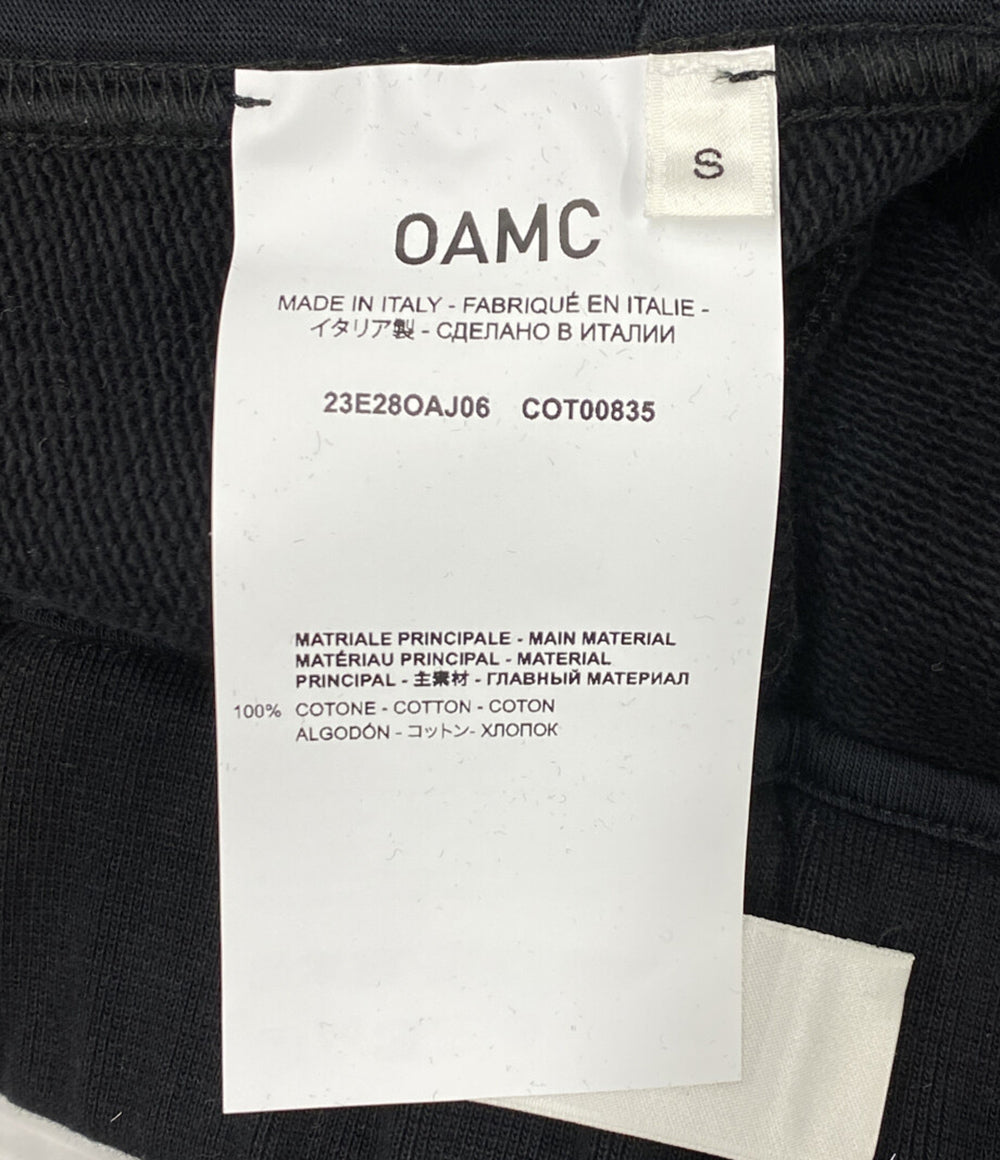 S
OAMC
MADE IN ITALY - FABRIQUÉ EN ITALIE -
イタリア製 - СДЕЛАНО В ИТАЛИИ
23E28OAJ06 COT00835
MATRIALE PRINCIPALE - MAIN MATERIAL
MATÉRIAU PRINCIPAL - MATERIAL
PRINCIPAL - 主素材 - ГЛАВНЫЙ МАТЕРИАЛ
100% COTONE - COTTON - COTON
ALGODÓN - コットン- ХЛОПОК